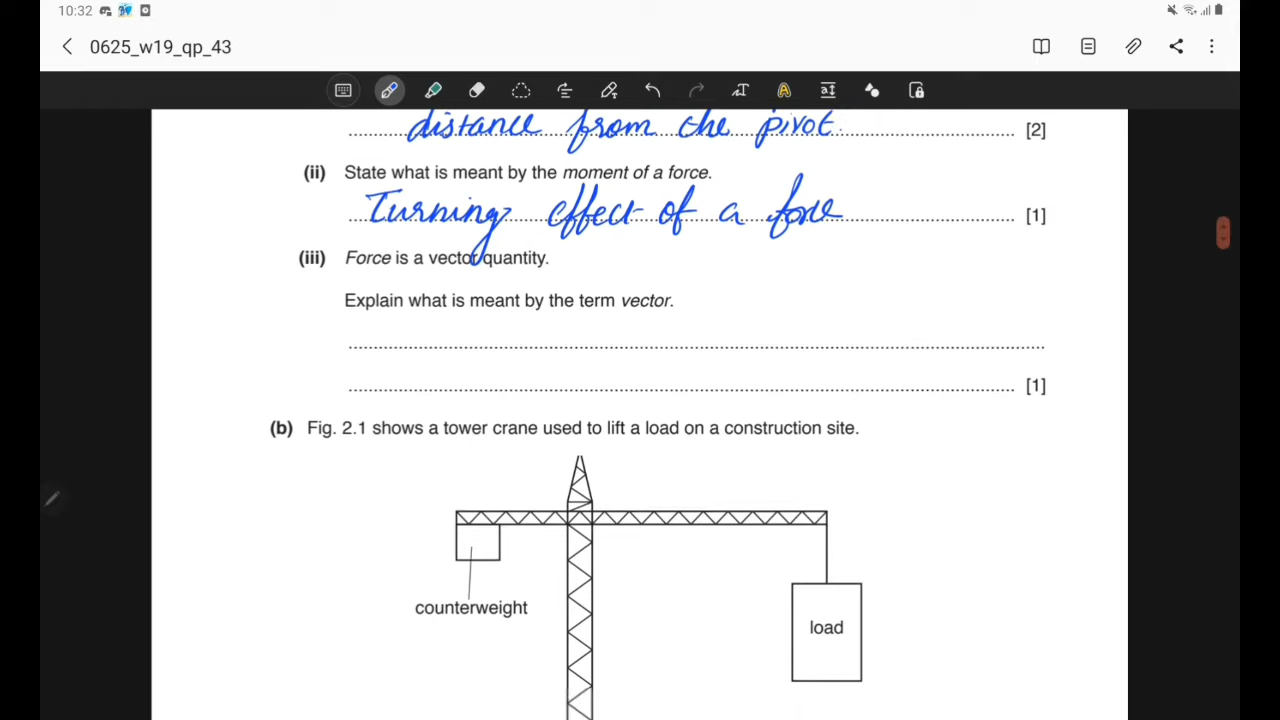 10:32
0625_w19_qp_43
distance from the pivot. [2]
(ii) State what is meant by the moment of a force.
Turning effect of a force [1]
(iii) Force is a vector quantity.
Explain what is meant by the term vector.
[1]
(b) Fig. 2.1 shows a tower crane used to lift a load on a construction site.
counterweight
load